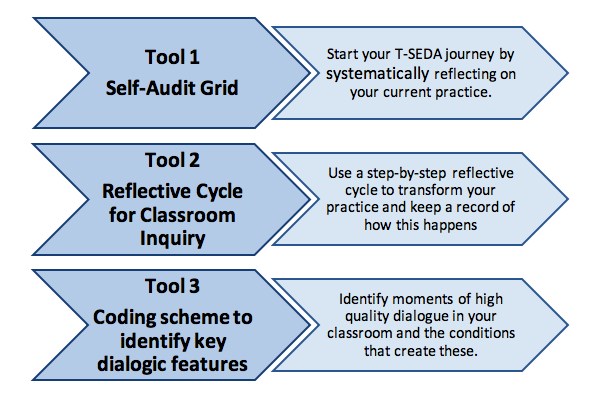 Tool 1
Self-Audit Grid
Start your T-SEDA journey by
systematically reflecting on
your current practice.
Tool 2
Reflective Cycle
for Classroom
Inquiry
Use a step-by-step reflective
cycle to transform your
practice and keep a record of
how this happens
Tool 3
Coding scheme to
identify key
dialogic features
Identify moments of high
quality dialogue in your
classroom and the conditions
that create these.